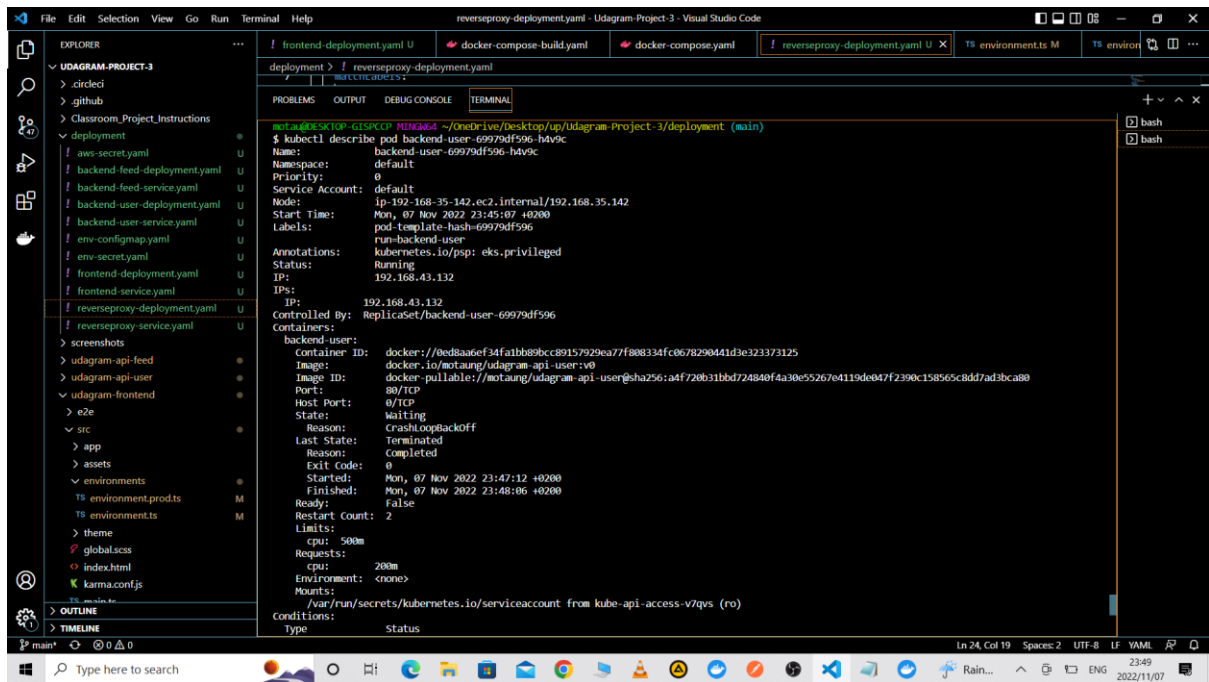 File Edit Selection View Go Run Terminal Help
reverseproxy-deployment.yaml - Udagram-Project-3 - Visual Studio Code
EXPLORER
UDAGRAM-PROJECT-3
.circleci
.github
Classroom_Project_Instructions
deployment
aws-secret.yaml U
backend-feed-deployment.yaml U
backend-feed-service.yaml U
backend-user-deployment.yaml U
backend-user-service.yaml U
env-configmap.yaml U
env-secret.yaml U
frontend-deployment.yaml U
frontend-service.yaml U
reverseproxy-deployment.yaml U
reverseproxy-service.yaml U
screenshots
udagram-api-feed
udagram-api-user
udagram-frontend
e2e
src
app
assets
environments
TS environment.prod.ts M
TS environment.ts M
theme
global.scss
index.html
karma.conf.js
TS main.ts
OUTLINE
TIMELINE
47
1
! frontend-deployment.yaml U docker-compose-build.yaml docker-compose.yaml ! reverseproxy-deployment.yaml U X TS environment.ts M TS environ
deployment > ! reverseproxy-deployment.yaml
7 matchLabels:
PROBLEMS OUTPUT DEBUG CONSOLE TERMINAL
bash
bash
motau@DESKTOP-GISPCCP MINGW64 ~/OneDrive/Desktop/up/Udagram-Project-3/deployment (main)
$ kubectl describe pod backend-user-69979df596-h4v9c
Name: backend-user-69979df596-h4v9c
Namespace: default
Priority: 0
Service Account: default
Node: ip-192-168-35-142.ec2.internal/192.168.35.142
Start Time: Mon, 07 Nov 2022 23:45:07 +0200
Labels: pod-template-hash=69979df596
run=backend-user
Annotations: kubernetes.io/psp: eks.privileged
Status: Running
IP: 192.168.43.132
IPs:
IP: 192.168.43.132
Controlled By: ReplicaSet/backend-user-69979df596
Containers:
backend-user:
Container ID: docker://0ed8aa6ef34fa1bb89bcc89157929ea77f808334fc0678290441d3e323373125
Image: docker.io/motaung/udagram-api-user:v0
Image ID: docker-pullable://motaung/udagram-api-user@sha256:a4f720b31bbd724840f4a30e55267e4119de047f2390c158565c8dd7ad3bca80
Port: 80/TCP
Host Port: 0/TCP
State: Waiting
Reason: CrashLoopBackOff
Last State: Terminated
Reason: Completed
Exit Code: 0
Started: Mon, 07 Nov 2022 23:47:12 +0200
Finished: Mon, 07 Nov 2022 23:48:06 +0200
Ready: False
Restart Count: 2
Limits:
cpu: 500m
Requests:
cpu: 200m
Environment: <none>
Mounts:
/var/run/secrets/kubernetes.io/serviceaccount from kube-api-access-v7qvs (ro)
Conditions:
Type Status
main* 0 0 Ln 24, Col 19 Spaces: 2 UTF-8 LF YAML
Type here to search
Rain... ENG 23:49
2022/11/07